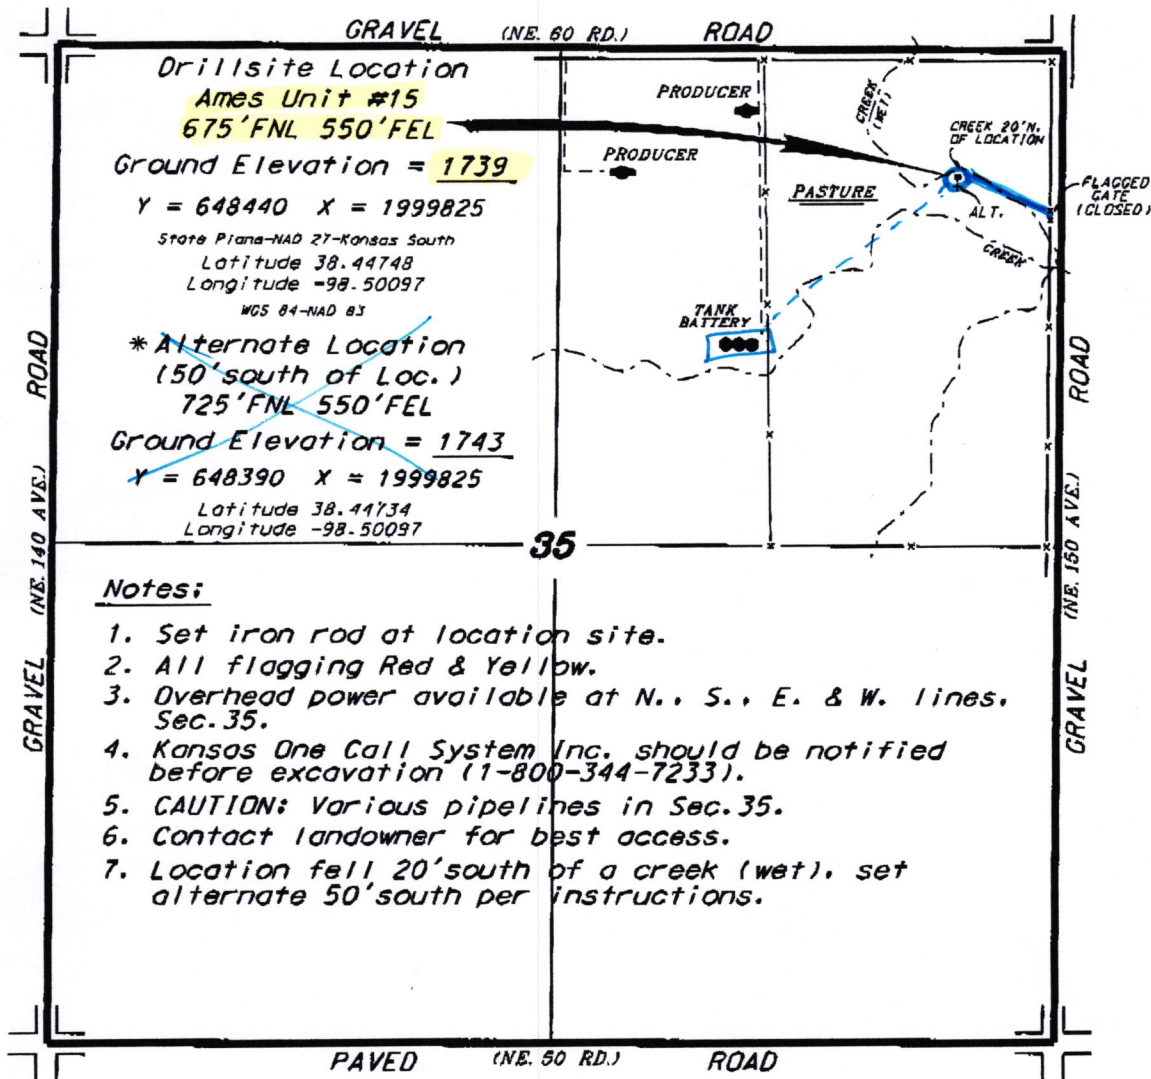 GRAVEL (NE. 60 RD.) ROAD
Drillsite Location
Ames Unit #15
675'FNL 550'FEL
Ground Elevation = 1739
Y = 648440 X = 1999825
State Plane-NAD 27-Kansas South
Latitude 38.44748
Longitude -98.50097
WGS 84-NAD 83
* Alternate Location
(50'south of Loc.)
725'FNL 550'FEL
Ground Elevation = 1743
Y = 648390 X = 1999825
Latitude 38.44734
Longitude -98.50097
PRODUCER
PRODUCER
CREEK
(WET)
CREEK 20'N.
OF LOCATION
PASTURE
ALT.
FLAGGED
GATE
(CLOSED)
CREEK
TANK
BATTERY
35
GRAVEL (NE. 140 AVE.) ROAD
GRAVEL (NE. 150 AVE.) ROAD
Notes:
1. Set iron rod at location site.
2. All flagging Red & Yellow.
3. Overhead power available at N., S., E. & W. lines,
Sec.35.
4. Kansas One Call System Inc. should be notified
before excavation (1-800-344-7233).
5. CAUTION: Various pipelines in Sec.35.
6. Contact landowner for best access.
7. Location fell 20'south of a creek (wet), set
alternate 50'south per instructions.
PAVED (NE. 50 RD.) ROAD